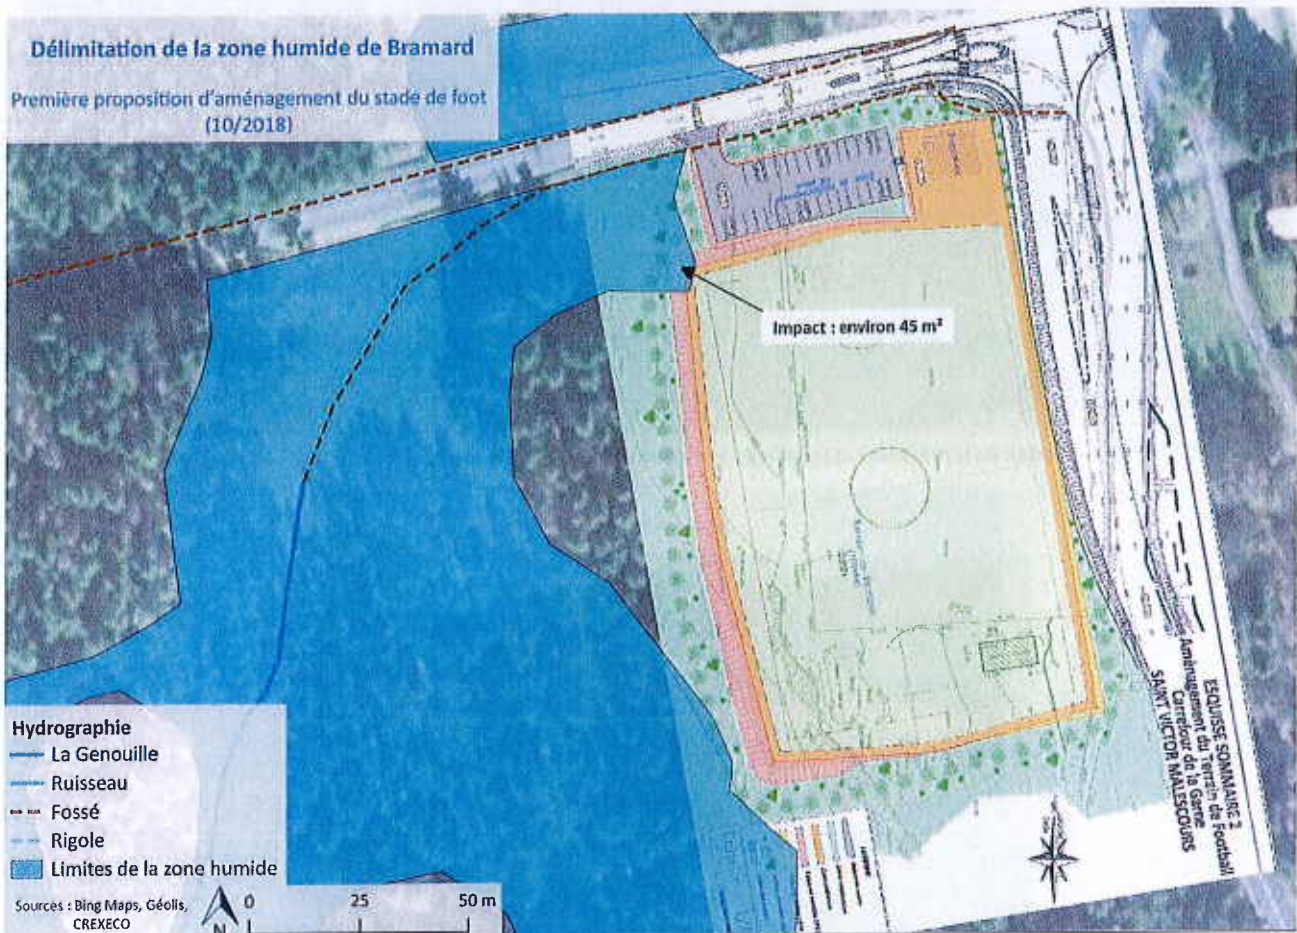 Délimitation de la zone humide de Bramard
Première proposition d'aménagement du stade de foot
(10/2018)
Impact : environ 45 m²
ESQUISSE SOMMAIRE 2
Aménagement du Terrain de Football
Carrefour de la Garne
SAINT VICTOR MALESCOURS
Hydrographie
La Genouille
Ruisseau
Fossé
Rigole
Limites de la zone humide
Sources : Bing Maps, Géolis,
CREXECO
N
0 25 50 m